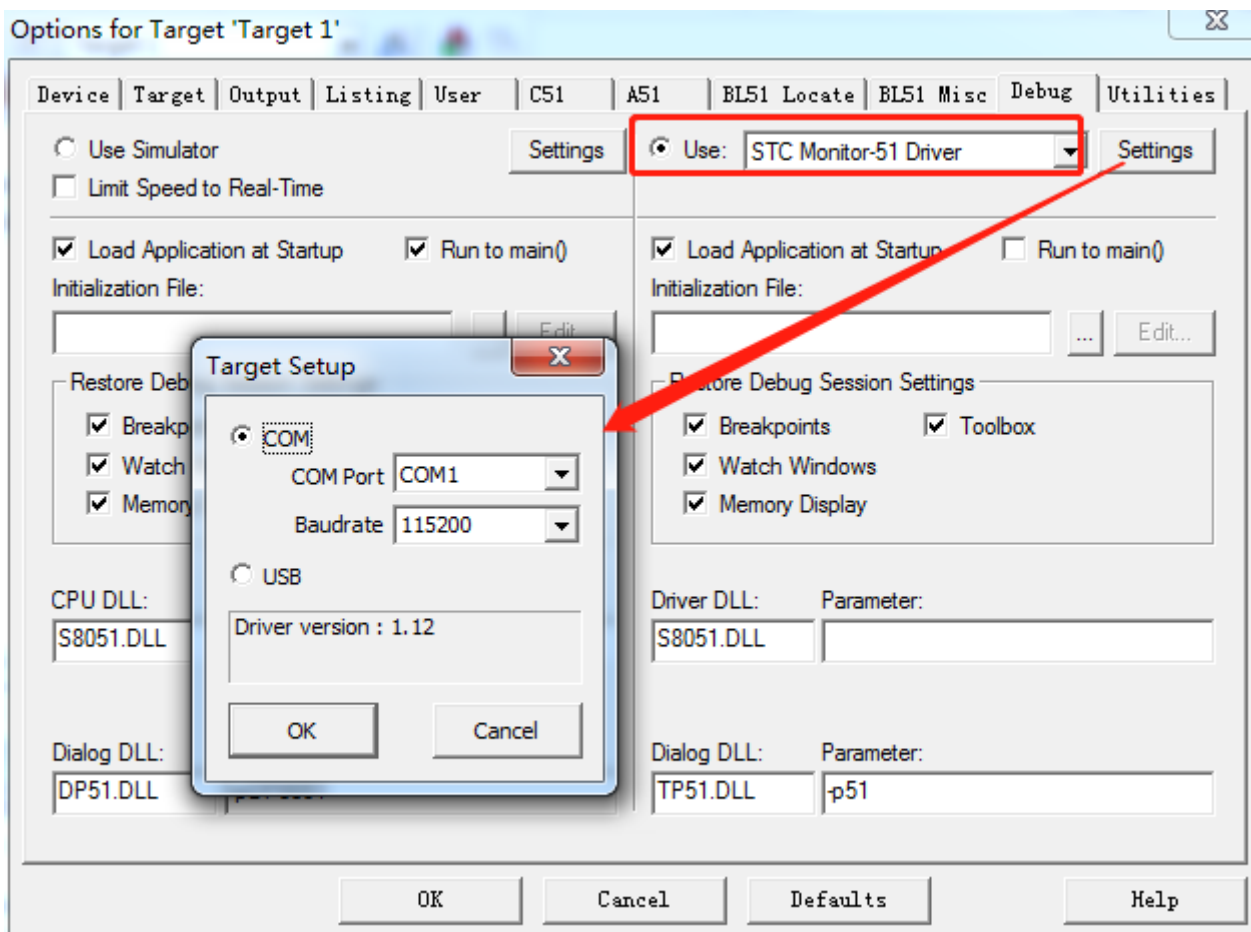 Options for Target 'Target 1'
Device Target Output Listing User C51 A51 BL51 Locate BL51 Misc Debug Utilities
Use Simulator Settings Use: STC Monitor-51 Driver Settings
Limit Speed to Real-Time
Load Application at Startup Run to main() Load Application at Startup Run to main()
Initialization File: Initialization File:
Edit... ... Edit...
Target Setup
Restore Debug Session Settings
Breakpoints Toolbox
COM
Watch Watch Windows
COM Port COM1
Memory Display
Baudrate 115200
USB
CPU DLL: Driver DLL: Parameter:
Driver version : 1.12
S8051.DLL S8051.DLL
OK Cancel
Dialog DLL: Dialog DLL: Parameter:
DP51.DLL TP51.DLL -p51
OK Cancel Defaults Help